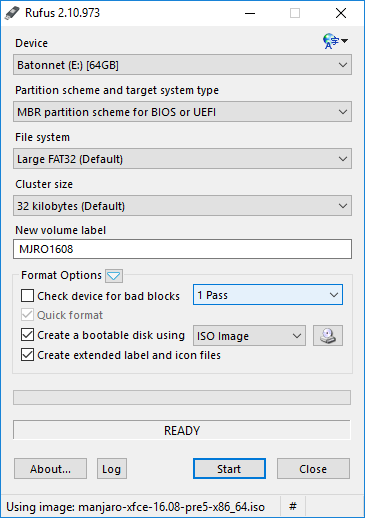 Rufus 2.10.973
Device
Batonnet (E:) [64GB]
Partition scheme and target system type
MBR partition scheme for BIOS or UEFI
File system
Large FAT32 (Default)
Cluster size
32 kilobytes (Default)
New volume label
MJRO1608
Format Options
Check device for bad blocks
1 Pass
Quick format
Create a bootable disk using
ISO Image
Create extended label and icon files
READY
About...
Log
Start
Close
Using image: manjaro-xfce-16.08-pre5-x86_64.iso
#